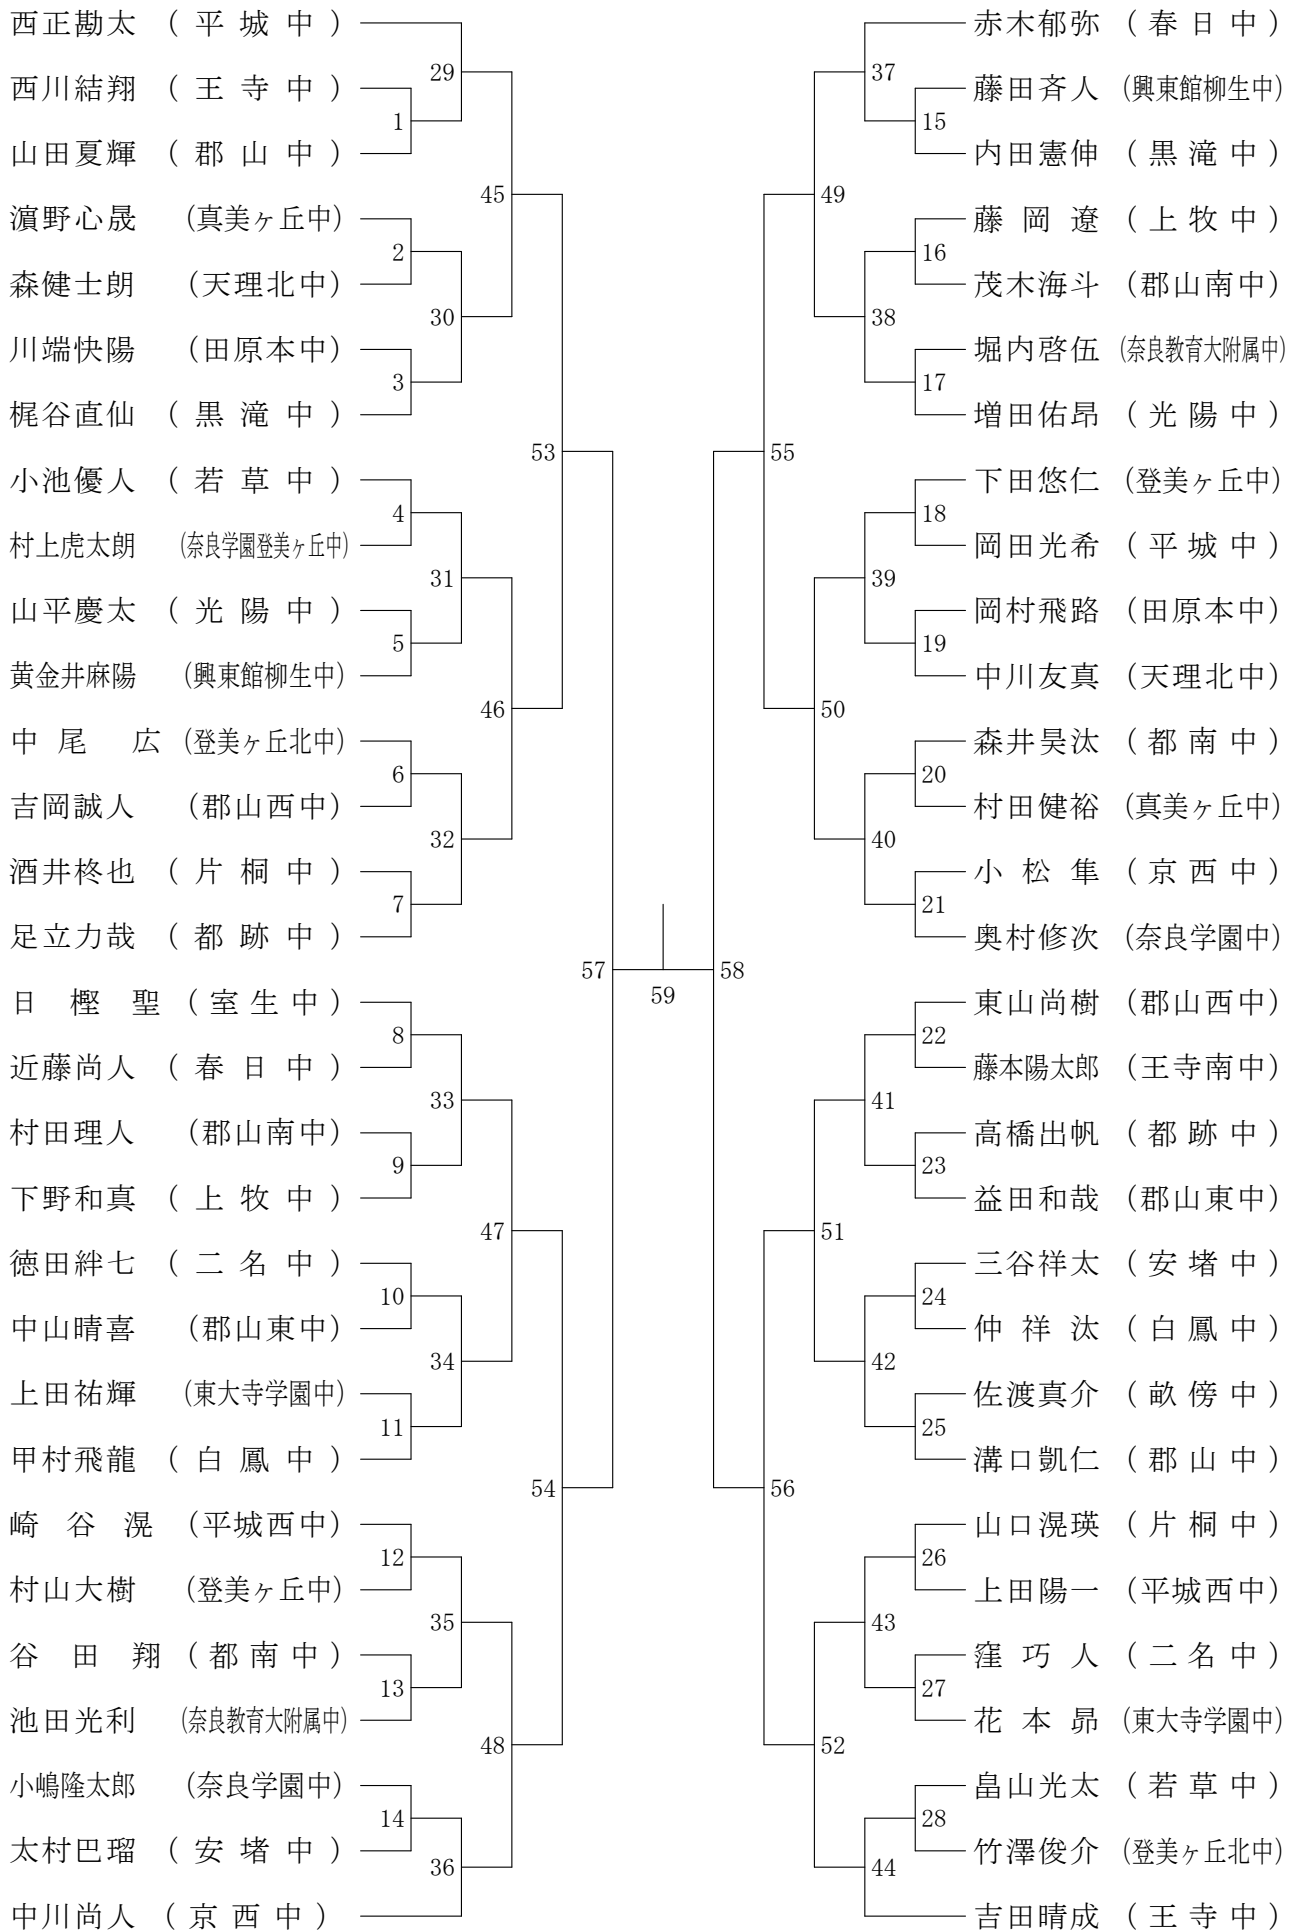 西正勘太 (平城中)
29
西川結翔 (王寺中)
1
山田夏輝 (郡山中)
45
濵野心晟 (真美ヶ丘中)
2
森健士朗 (天理北中)
30
川端快陽 (田原本中)
3
梶谷直仙 (黒滝中)
53
小池優人 (若草中)
4
村上虎太朗 (奈良学園登美ヶ丘中)
31
山平慶太 (光陽中)
5
黄金井麻陽 (興東館柳生中)
46
中尾広 (登美ヶ丘北中)
6
吉岡誠人 (郡山西中)
32
酒井柊也 (片桐中)
7
足立力哉 (都跡中)
57
日樫聖 (室生中)
8
近藤尚人 (春日中)
33
村田理人 (郡山南中)
9
下野和真 (上牧中)
47
徳田絆七 (二名中)
10
中山晴喜 (郡山東中)
34
上田祐輝 (東大寺学園中)
11
甲村飛龍 (白鳳中)
54
崎谷滉 (平城西中)
12
村山大樹 (登美ヶ丘中)
35
谷田翔 (都南中)
13
池田光利 (奈良教育大附属中)
48
小嶋隆太郎 (奈良学園中)
14
太村巴瑠 (安堵中)
36
中川尚人 (京西中)
59
赤木郁弥 (春日中)
37
藤田斉人 (興東館柳生中)
15
内田憲伸 (黒滝中)
49
藤岡遼 (上牧中)
16
茂木海斗 (郡山南中)
38
堀内啓伍 (奈良教育大附属中)
17
増田佑昂 (光陽中)
55
下田悠仁 (登美ヶ丘中)
18
岡田光希 (平城中)
39
岡村飛路 (田原本中)
19
中川友真 (天理北中)
50
森井昊汰 (都南中)
20
村田健裕 (真美ヶ丘中)
40
小松隼 (京西中)
21
奥村修次 (奈良学園中)
58
東山尚樹 (郡山西中)
22
藤本陽太郎 (王寺南中)
41
高橋出帆 (都跡中)
23
益田和哉 (郡山東中)
51
三谷祥太 (安堵中)
24
仲祥汰 (白鳳中)
42
佐渡真介 (畝傍中)
25
溝口凱仁 (郡山中)
56
山口滉瑛 (片桐中)
26
上田陽一 (平城西中)
43
窪巧人 (二名中)
27
花本昴 (東大寺学園中)
52
畠山光太 (若草中)
28
竹澤俊介 (登美ヶ丘北中)
44
吉田晴成 (王寺中)